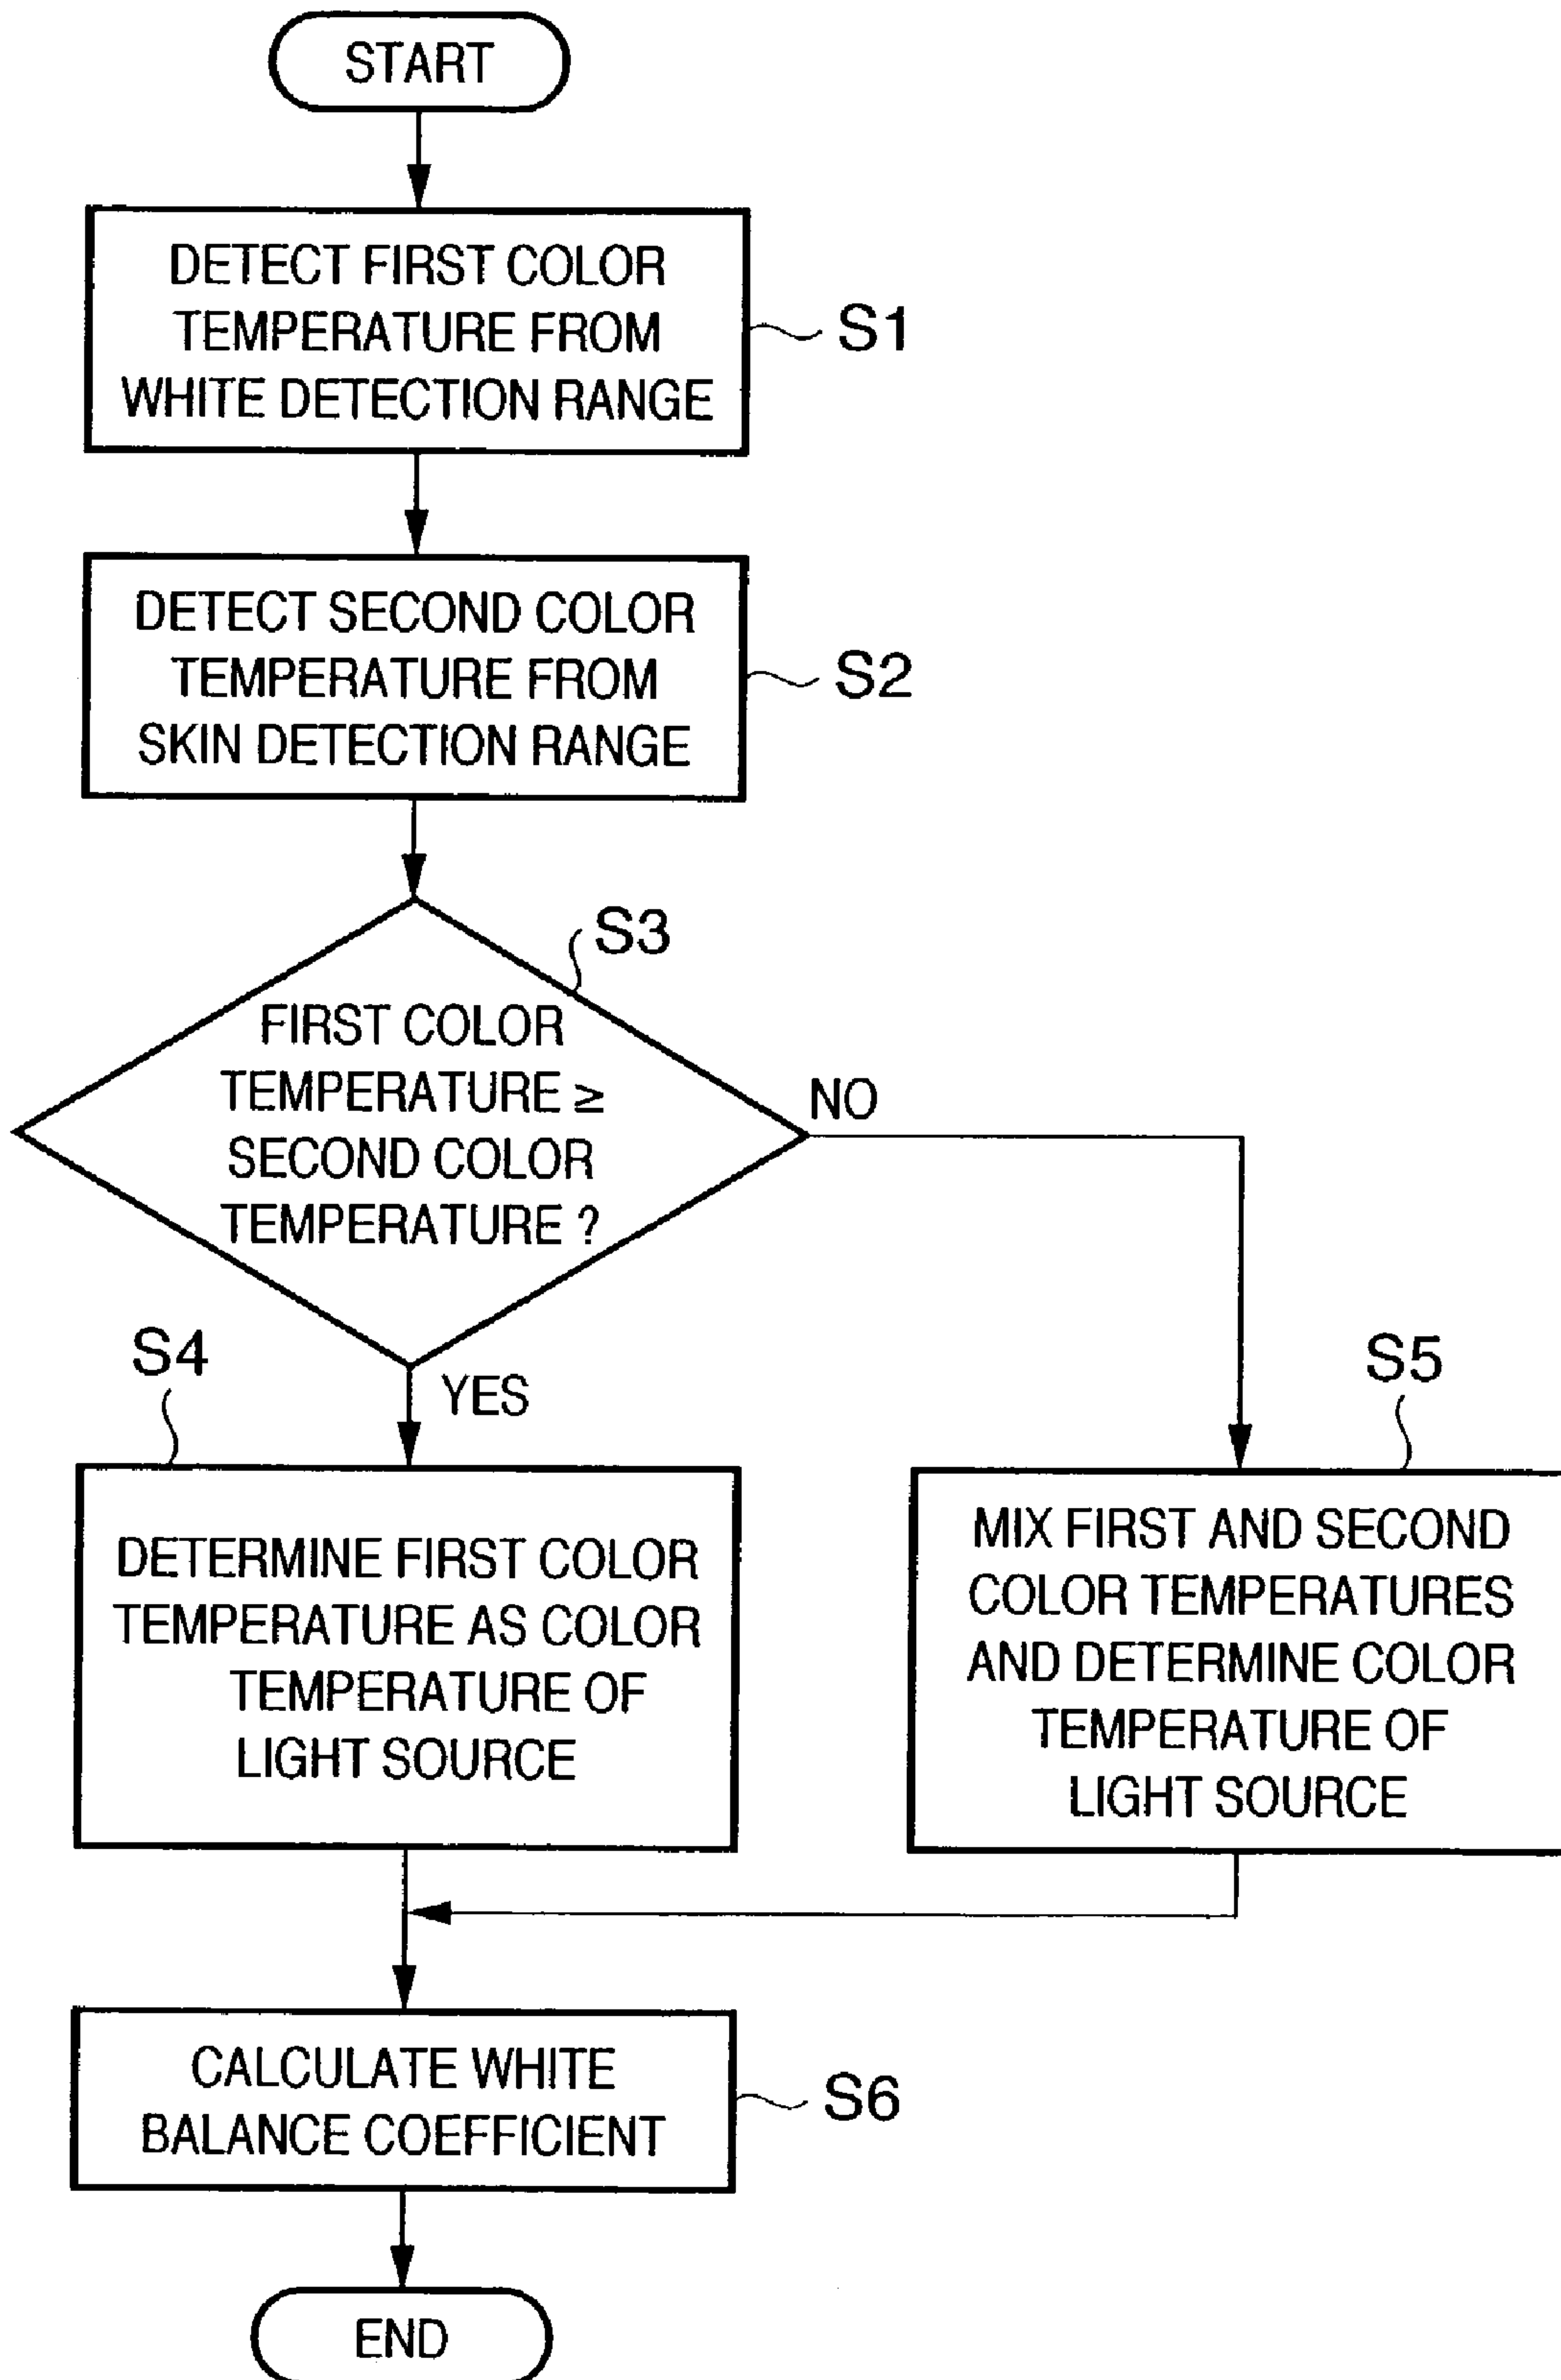 START
DETECT FIRST COLOR
TEMPERATURE FROM
WHITE DETECTION RANGE
S1
DETECT SECOND COLOR
TEMPERATURE FROM
SKIN DETECTION RANGE
S2
S3
FIRST COLOR
TEMPERATURE ≥
SECOND COLOR
TEMPERATURE ?
NO
YES
S4
DETERMINE FIRST COLOR
TEMPERATURE AS COLOR
TEMPERATURE OF
LIGHT SOURCE
S5
MIX FIRST AND SECOND
COLOR TEMPERATURES
AND DETERMINE COLOR
TEMPERATURE OF
LIGHT SOURCE
CALCULATE WHITE
BALANCE COEFFICIENT
S6
END